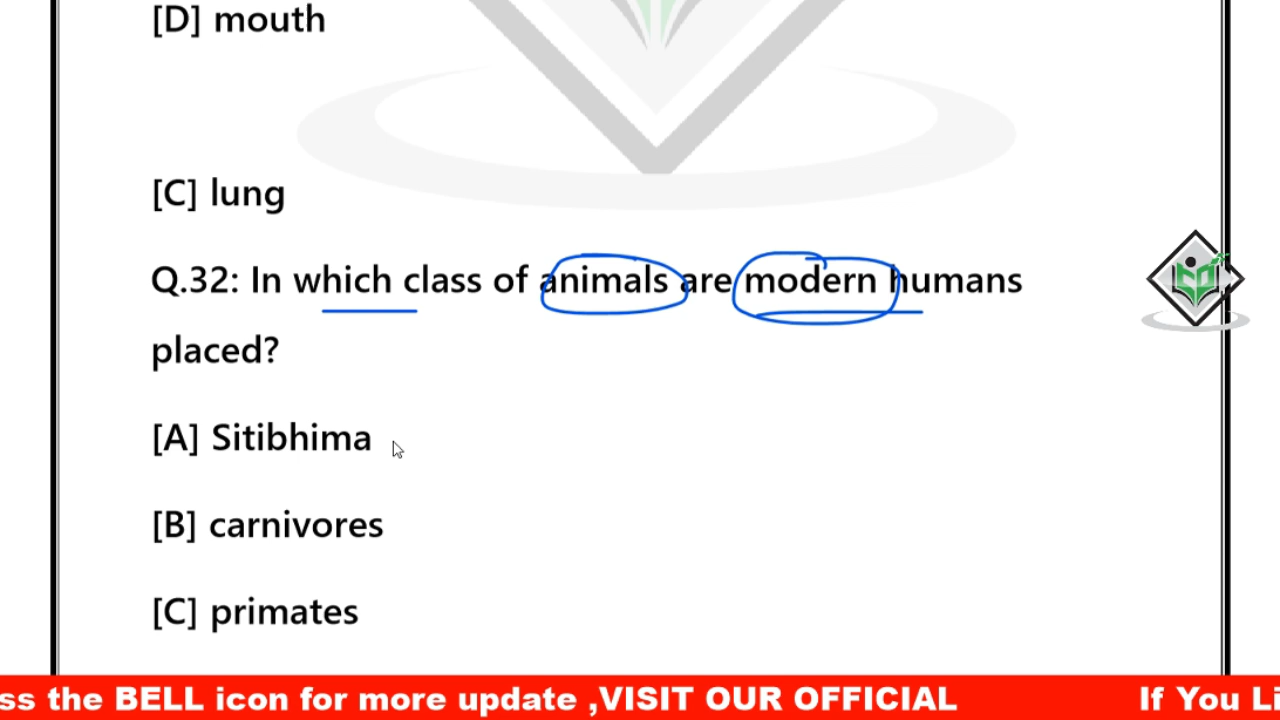 [D] mouth
[C] lung
Q.32: In which class of animals are modern humans
placed?
[A] Sitibhima
[B] carnivores
[C] primates
ss the BELL icon for more update ,VISIT OUR OFFICIAL If You Li